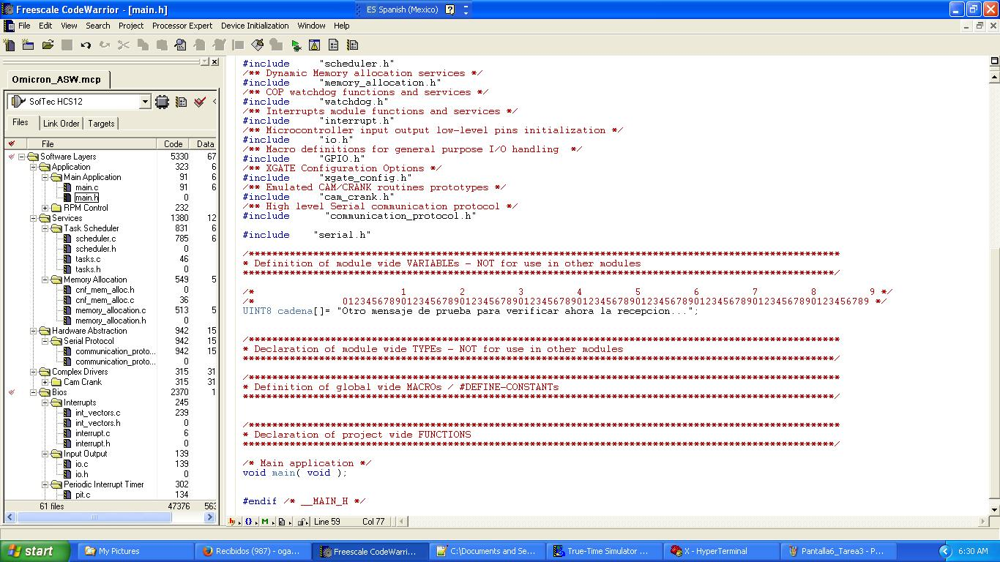 Freescale CodeWarrior - [main.h]
ES Spanish (Mexico)
File Edit View Search Project Processor Expert Device Initialization Window Help
Omicron_ASW.mcp
SofTec HCS12
Files Link Order Targets
File Code Data
Software Layers 5330 67
Application 323 6
Main Application 91 6
main.c 91 6
main.h 0
RPM Control 232
Services 1380 12
Task Scheduler 831 6
scheduler.c 785 6
scheduler.h 0
tasks.c 46
tasks.h 0
Memory Allocation 549 5
cnf_mem_alloc.h 0
cnf_mem_alloc.c 36
memory_allocation.c 513 5
memory_allocation.h 0
Hardware Abstraction 942 15
Serial Protocol 942 15
communication_proto... 942 15
communication_proto... 0
Complex Drivers 315 31
Cam Crank 315 31
Bios 2370 1
Interrupts 245
int_vectors.c 239
int_vectors.h 0
interrupt.c 6
interrupt.h 0
Input Output 139
io.c 139
io.h 0
Periodic Interrupt Timer 302
pit.c 134
61 files 47376 563
#include "scheduler.h"
/** Dynamic Memory allocation services */
#include "memory_allocation.h"
/** COP watchdog functions and services */
#include "watchdog.h"
/** Interrupts module functions and services */
#include "interrupt.h"
/** Microcontroller input output low-level pins initialization */
#include "io.h"
/** Macro definitions for general purpose I/O handling */
#include "GPIO.h"
/** XGATE Configuration Options */
#include "xgate_config.h"
/** Emulated CAM/CRANK routines prototypes */
#include "cam_crank.h"
/** High level Serial communication protocol */
#include "communication_protocol.h"
#include "serial.h"
/*****************************************************************************************************
* Definition of module wide VARIABLEs - NOT for use in other modules
*****************************************************************************************************/
/* 1 2 3 4 5 6 7 8 9 */
/* 012345678901234567890123456789012345678901234567890123456789012345678901234567890123456789 */
UINT8 cadena[]= "Otro mensaje de prueba para verificar ahora la recepcion...";
/*****************************************************************************************************
* Declaration of module wide TYPEs - NOT for use in other modules
*****************************************************************************************************/
/*****************************************************************************************************
* Definition of global wide MACROs / #DEFINE-CONSTANTs
*****************************************************************************************************/
/*****************************************************************************************************
* Declaration of project wide FUNCTIONS
*****************************************************************************************************/
/* Main application */
void main( void );
#endif /* __MAIN_H */
Line 59 Col 77
start My Pictures Recibidos (987) - oga... Freescale CodeWarri... C:\Documents and Se... True-Time Simulator ... X - HyperTerminal Pantalla6_Tarea3 - P... 6:30 AM